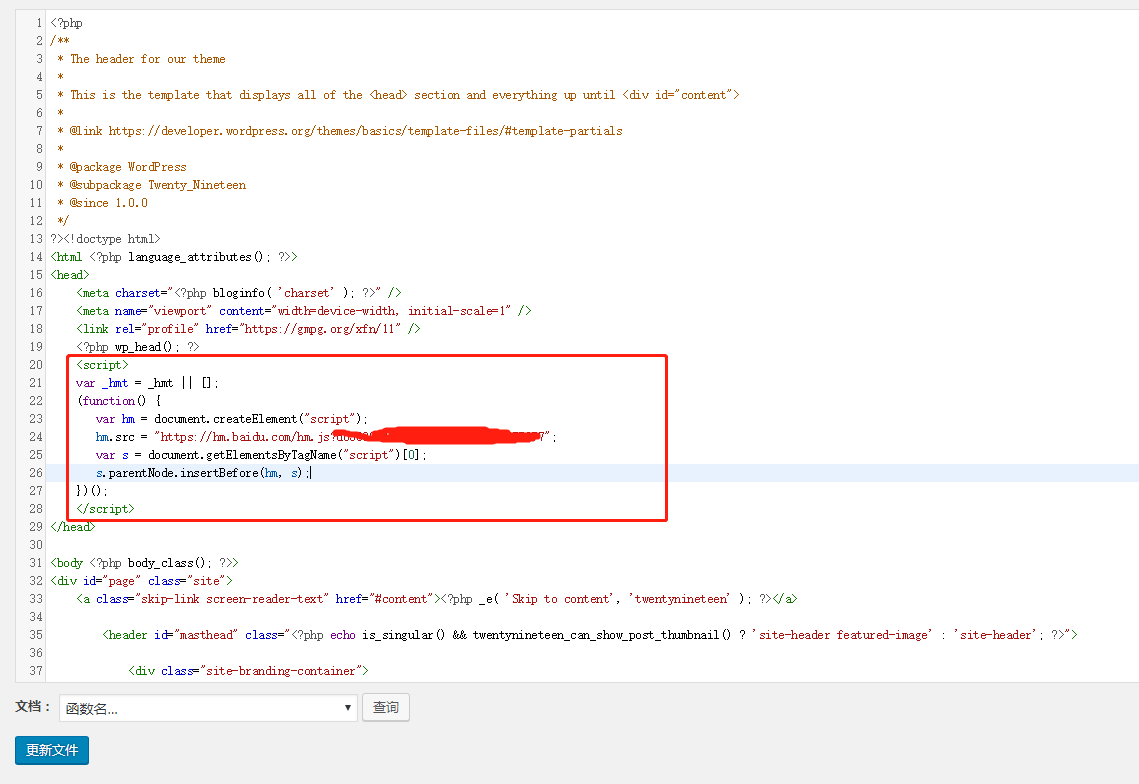 1 <?php
2 /**
3  * The header for our theme
4  *
5  * This is the template that displays all of the <head> section and everything up until <div id="content">
6  *
7  * @link https://developer.wordpress.org/themes/basics/template-files/#template-partials
8  *
9  * @package WordPress
10  * @subpackage Twenty_Nineteen
11  * @since 1.0.0
12  */
13 ?><!doctype html>
14 <html <?php language_attributes(); ?>>
15 <head>
16     <meta charset="<?php bloginfo( 'charset' ); ?>" />
17     <meta name="viewport" content="width=device-width, initial-scale=1" />
18     <link rel="profile" href="https://gmpg.org/xfn/11" />
19     <?php wp_head(); ?>
20     <script>
21     var _hmt = _hmt || [];
22     (function() {
23        var hm = document.createElement("script");
24        hm.src = "https://hm.baidu.com/hm.js?
25        var s = document.getElementsByTagName("script")[0];
26        s.parentNode.insertBefore(hm, s);
27     })();
28     </script>
29 </head>
30
31 <body <?php body_class(); ?>>
32 <div id="page" class="site">
33     <a class="skip-link screen-reader-text" href="#content"><?php _e( 'Skip to content', 'twentynineteen' ); ?></a>
34
35         <header id="masthead" class="<?php echo is_singular() && twentynineteen_can_show_post_thumbnail() ? 'site-header featured-image' : 'site-header'; ?>">
36
37             <div class="site-branding-container">
文档： 函数名... 查询
更新文件